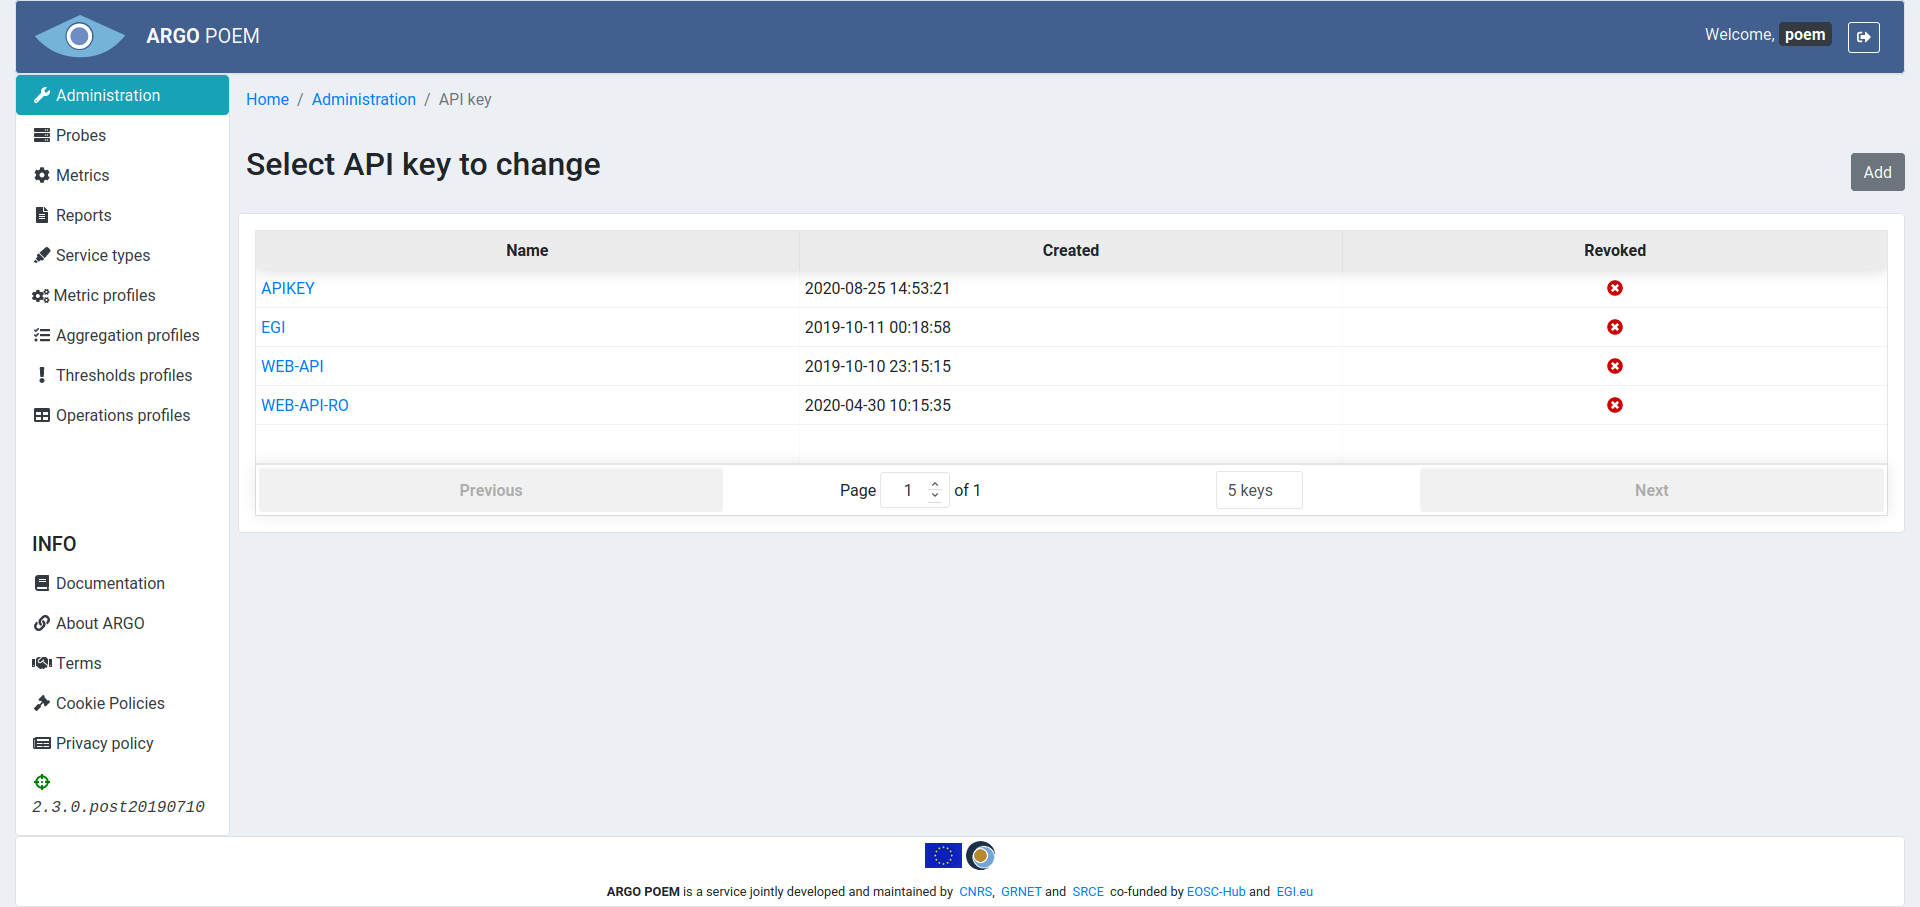 ARGO POEM
Welcome, poem
Administration
Probes
Metrics
Reports
Service types
Metric profiles
Aggregation profiles
Thresholds profiles
Operations profiles
INFO
Documentation
About ARGO
Terms
Cookie Policies
Privacy policy
2.3.0.post20190710
Home / Administration / API key
Select API key to change
Add
Name Created Revoked
APIKEY 2020-08-25 14:53:21
EGI 2019-10-11 00:18:58
WEB-API 2019-10-10 23:15:15
WEB-API-RO 2020-04-30 10:15:35
Previous Page 1 of 1 5 keys Next
ARGO POEM is a service jointly developed and maintained by CNRS, GRNET and SRCE co-funded by EOSC-Hub and EGI.eu